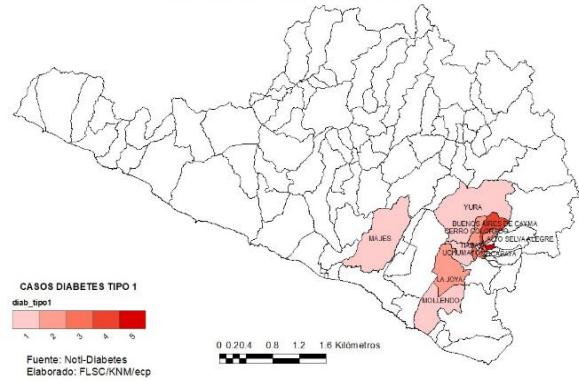 YURA
BUENOS AIRES DE CAYMA
CERRO COLORADO
ALTO SELVA ALEGRE
MAJES
LA JOYA
MOLLENDO
CASOS DIABETES TIPO 1
diab_tipo1
1 2 3 4 5
Fuente: Noti-Diabetes
Elaborado: FLSC/KNM/ecp
0 0.20.4 0.8 1.2 1.6 Kilómetros